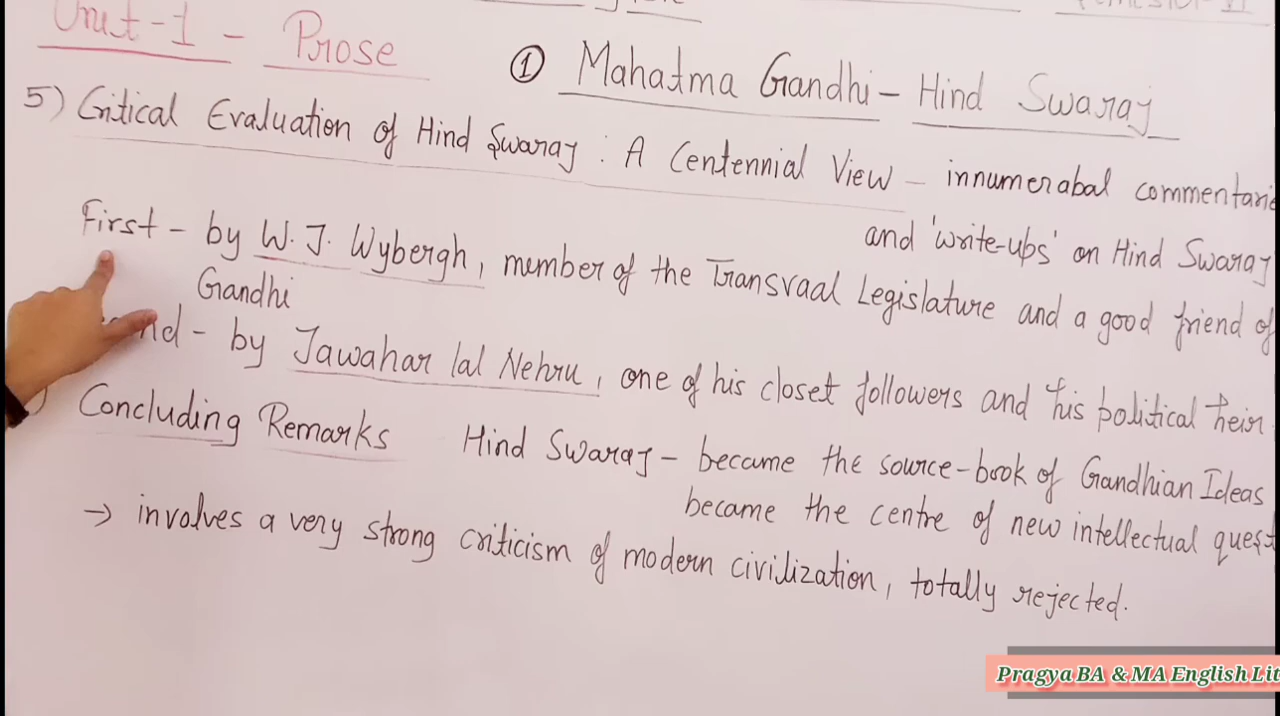 Unit-1 - Prose
① Mahatma Gandhi - Hind Swaraj
5) Critical Evaluation of Hind Swaraj : A Centennial View - innumerabal commentarie
and 'write-ups' on Hind Swaraj
First - by W. J. Wybergh, member of the Transvaal Legislature and a good friend of
Gandhi
- by Jawahar lal Nehru, one of his closet followers and his political heir
Concluding Remarks Hind Swaraj - became the source-book of Gandhian Ideas
became the centre of new intellectual quest
→ involves a very strong criticism of modern civilization, totally rejected.
Pragya BA & MA English Lit